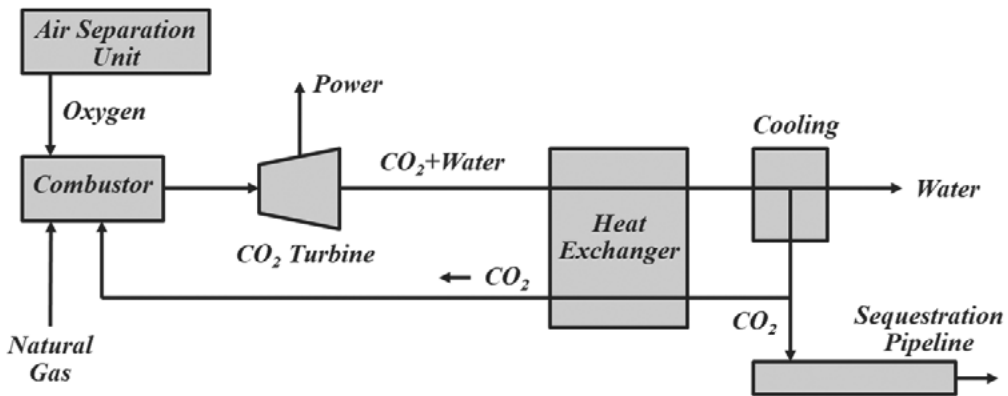 Air Separation
Unit
Power
Oxygen
Cooling
CO₂+Water
Combustor
Water
Heat
Exchanger
CO₂ Turbine
CO₂
CO₂
Sequestration
Pipeline
Natural
Gas